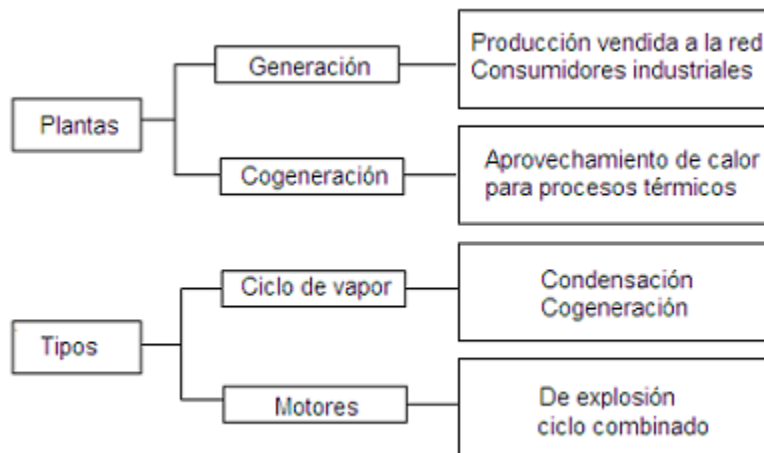 Plantas
Generación
Producción vendida a la red
Consumidores industriales
Cogeneración
Aprovechamiento de calor
para procesos térmicos
Tipos
Ciclo de vapor
Condensación
Cogeneración
Motores
De explosión
ciclo combinado